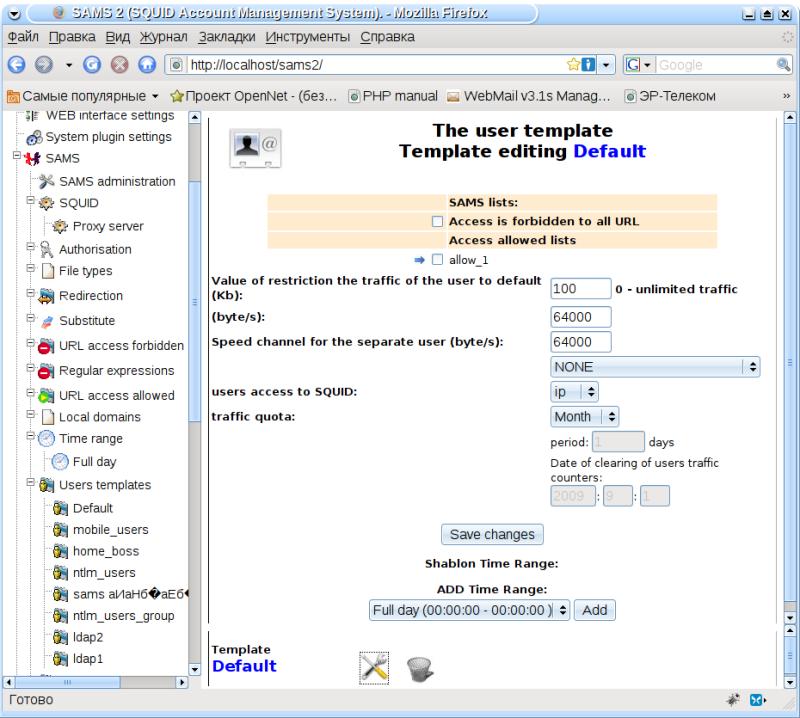 SAMS 2 (SQUID Account Management System). - Mozilla Firefox
Файл Правка Вид Журнал Закладки Инструменты Справка
http://localhost/sams2/
Google
Самые популярные Проект OpenNet - (без... PHP manual WebMail v3.1s Manag... ЭР-Телеком »
WEB interface settings
System plugin settings
SAMS
SAMS administration
SQUID
Proxy server
Authorisation
File types
Redirection
Substitute
URL access forbidden
Regular expressions
URL access allowed
Local domains
Time range
Full day
Users templates
Default
mobile_users
home_boss
ntlm_users
sams
ntlm_users_group
ldap2
ldap1
The user template
Template editing Default
SAMS lists:
Access is forbidden to all URL
Access allowed lists
allow_1
Value of restriction the traffic of the user to default (Kb): 100 0 - unlimited traffic
(byte/s): 64000
Speed channel for the separate user (byte/s): 64000
NONE
users access to SQUID: ip
traffic quota: Month
period: 1 days
Date of clearing of users traffic
counters:
2009 : 9 : 1
Save changes
Shablon Time Range:
ADD Time Range:
Full day (00:00:00 - 00:00:00 ) Add
Template
Default
Готово